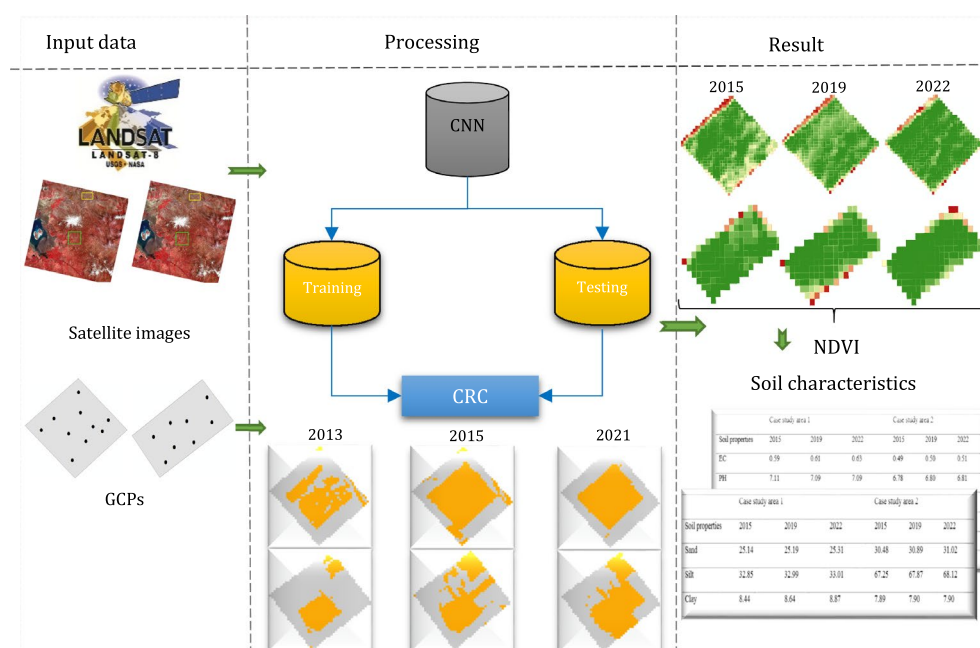 Input data
Processing
Result
LANDSAT
LANDSAT-8
USGS • NASA
Satellite images
GCPs
CNN
Training
Testing
CRC
2013 2015 2021
2015 2019 2022
NDVI
Soil characteristics
Case study area 1 Case study area 2
Soil properties 2015 2019 2022 2015 2019 2022
EC 0.59 0.61 0.63 0.49 0.50 0.51
PH 7.11 7.09 7.09 6.78 6.80 6.81
Case study area 1 Case study area 2
Soil properties 2015 2019 2022 2015 2019 2022
Sand 25.14 25.19 25.31 30.48 30.89 31.02
Silt 32.85 32.99 33.01 67.25 67.87 68.12
Clay 8.44 8.64 8.87 7.89 7.90 7.90